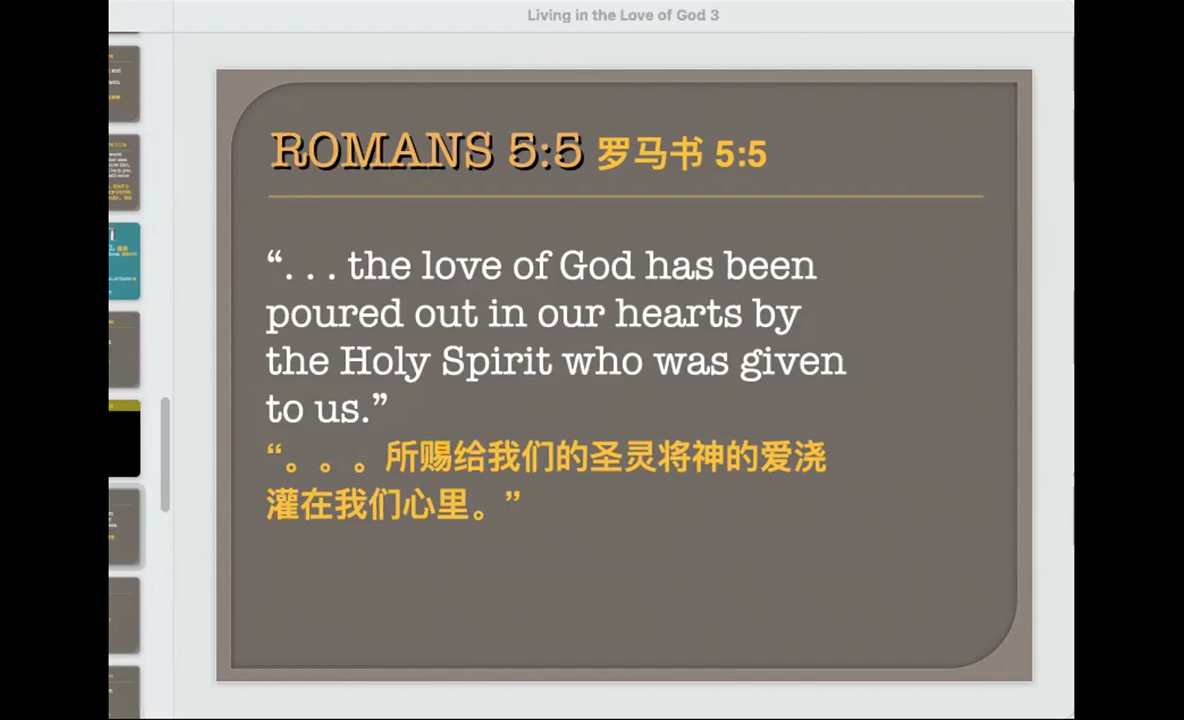 Living in the Love of God 3
ROMANS 5:5 罗马书 5:5
“. . . the love of God has been
poured out in our hearts by
the Holy Spirit who was given
to us.”
“。。。所赐给我们的圣灵将神的爱浇
灌在我们心里。”